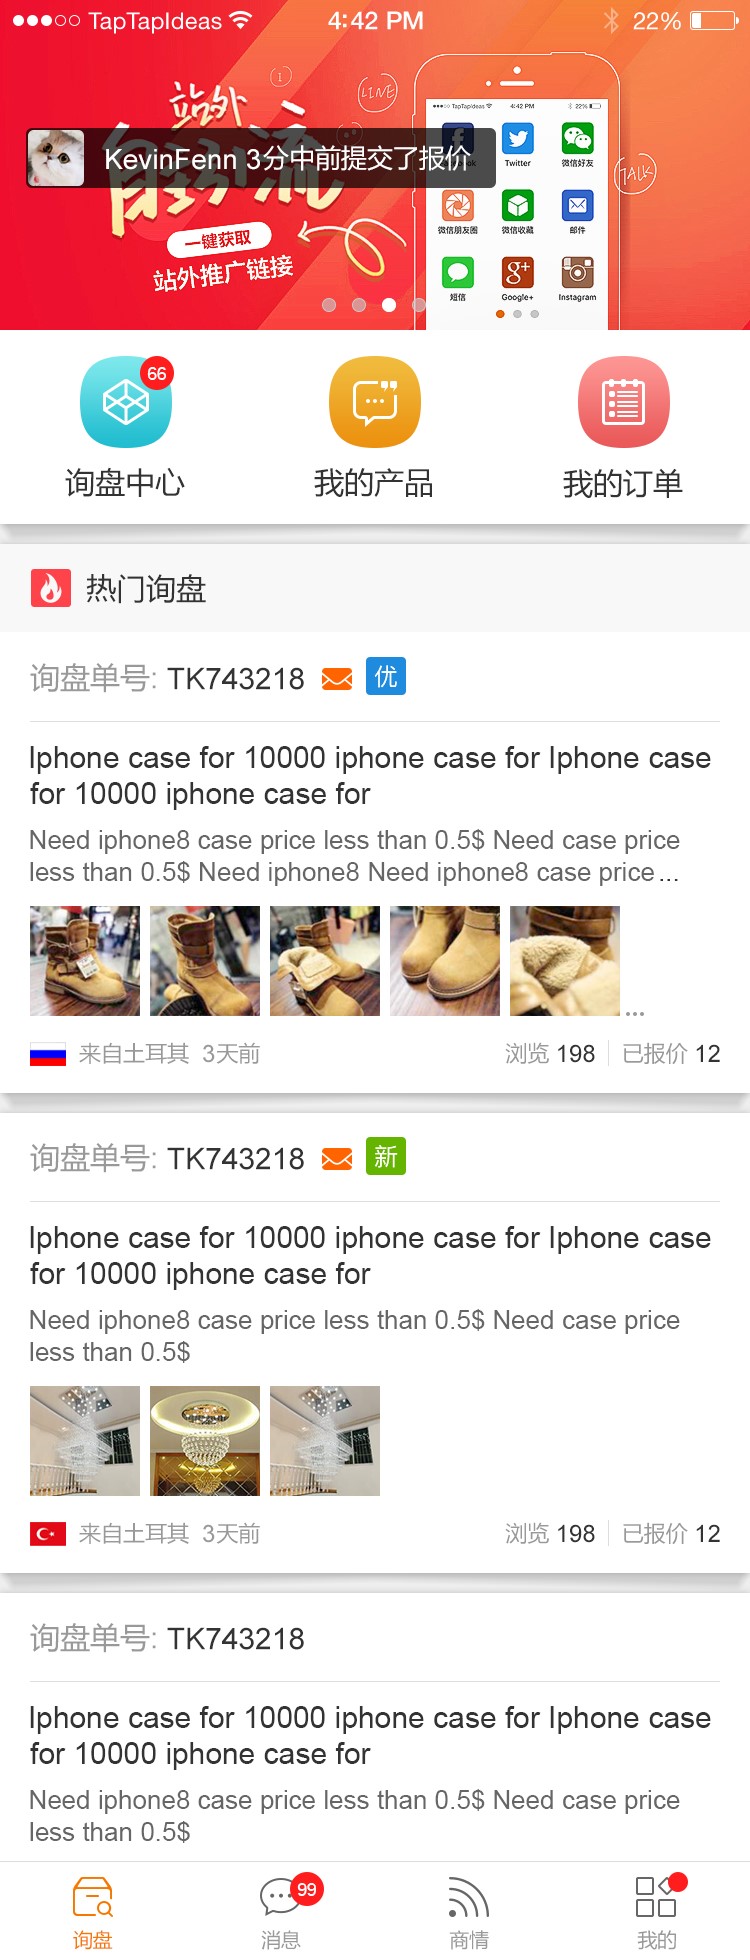 TapTapIdeas 4:42 PM 22%
站外
自动引流
LINE
TALK
1
KevinFenn 3分中前提交了报价
一键获取
站外推广链接
TapTapIdeas 4:42 PM 22%
Twitter 微信好友
微信朋友圈 微信收藏 邮件
短信 Google+ Instagram
66
询盘中心 我的产品 我的订单
热门询盘
询盘单号: TK743218 优
Iphone case for 10000 iphone case for Iphone case
for 10000 iphone case for
Need iphone8 case price less than 0.5$ Need case price
less than 0.5$ Need iphone8 Need iphone8 case price...
...
来自土耳其 3天前 浏览 198 已报价 12
询盘单号: TK743218 新
Iphone case for 10000 iphone case for Iphone case
for 10000 iphone case for
Need iphone8 case price less than 0.5$ Need case price
less than 0.5$
来自土耳其 3天前 浏览 198 已报价 12
询盘单号: TK743218
Iphone case for 10000 iphone case for Iphone case
for 10000 iphone case for
Need iphone8 case price less than 0.5$ Need case price
less than 0.5$
99
询盘 消息 商情 我的